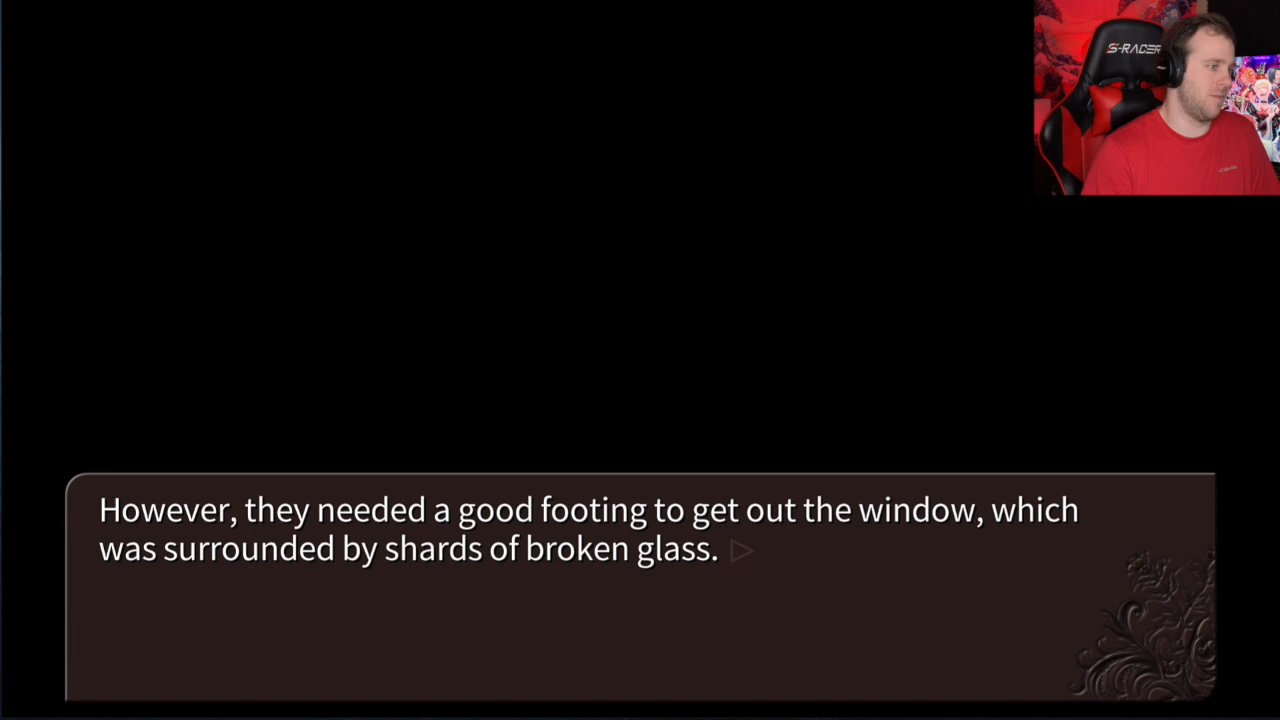 S-RACER
However, they needed a good footing to get out the window, which
was surrounded by shards of broken glass.